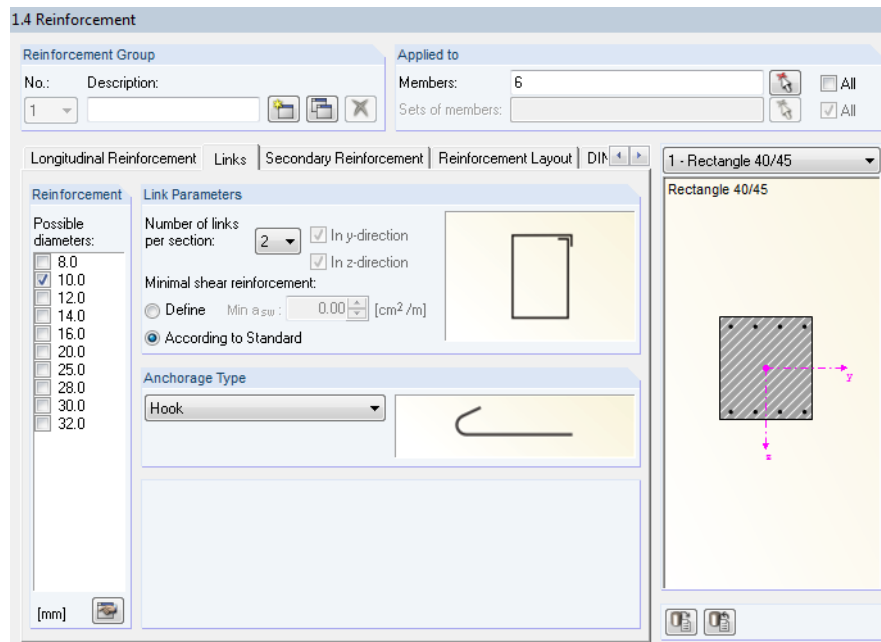 1.4 Reinforcement
Reinforcement Group
No.: Description:
1
Applied to
Members: 6 All
Sets of members: All
Longitudinal Reinforcement Links Secondary Reinforcement Reinforcement Layout DIN
Reinforcement
Possible
diameters:
8.0
10.0
12.0
14.0
16.0
20.0
25.0
28.0
30.0
32.0
[mm]
Link Parameters
Number of links
per section: 2 In y-direction
In z-direction
Minimal shear reinforcement:
Define Min a sw : 0.00 [cm²/m]
According to Standard
Anchorage Type
Hook
1 - Rectangle 40/45
Rectangle 40/45
y
z